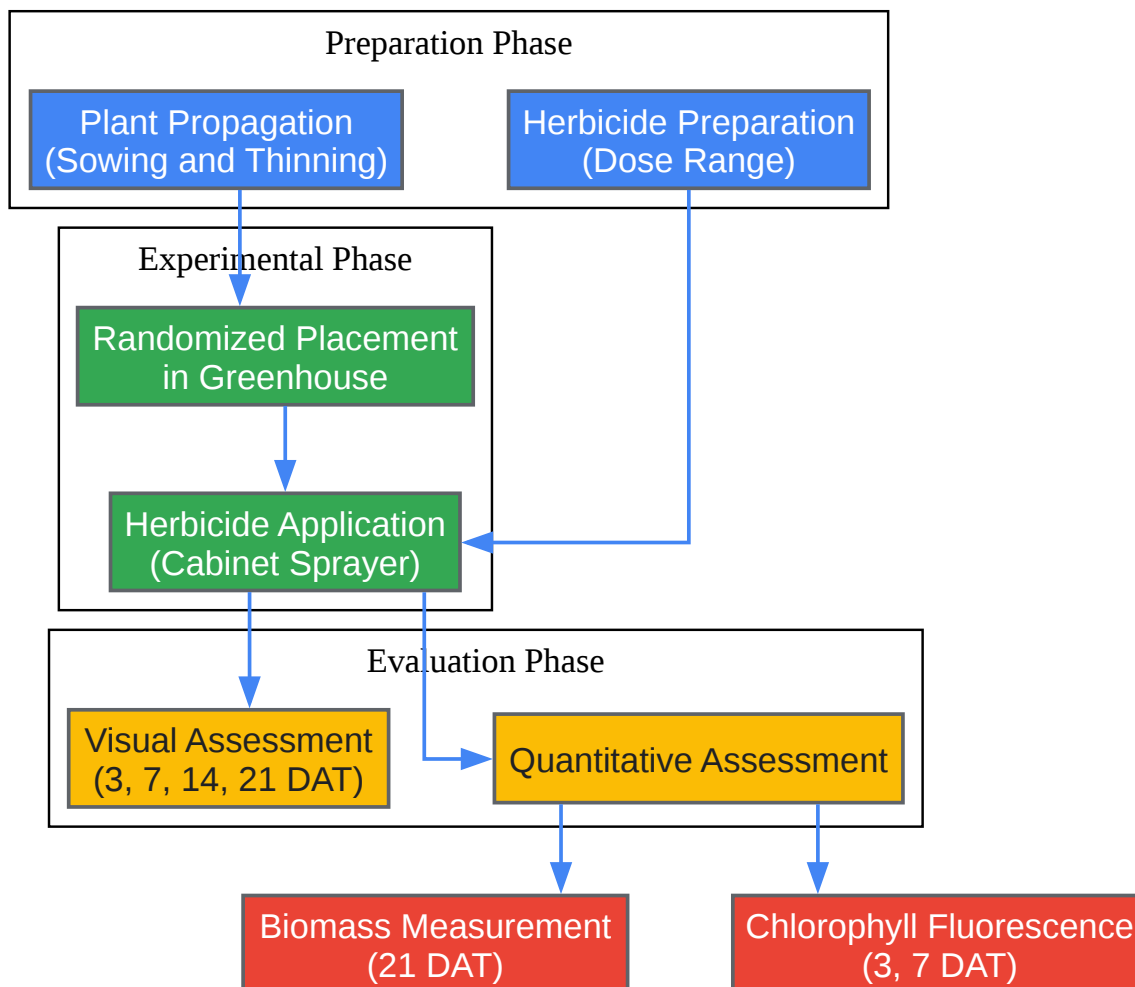 Preparation Phase
Plant Propagation
(Sowing and Thinning)
Herbicide Preparation
(Dose Range)
Experimental Phase
Randomized Placement
in Greenhouse
Herbicide Application
(Cabinet Sprayer)
Evaluation Phase
Visual Assessment
(3, 7, 14, 21 DAT)
Quantitative Assessment
Biomass Measurement
(21 DAT)
Chlorophyll Fluorescence
(3, 7 DAT)